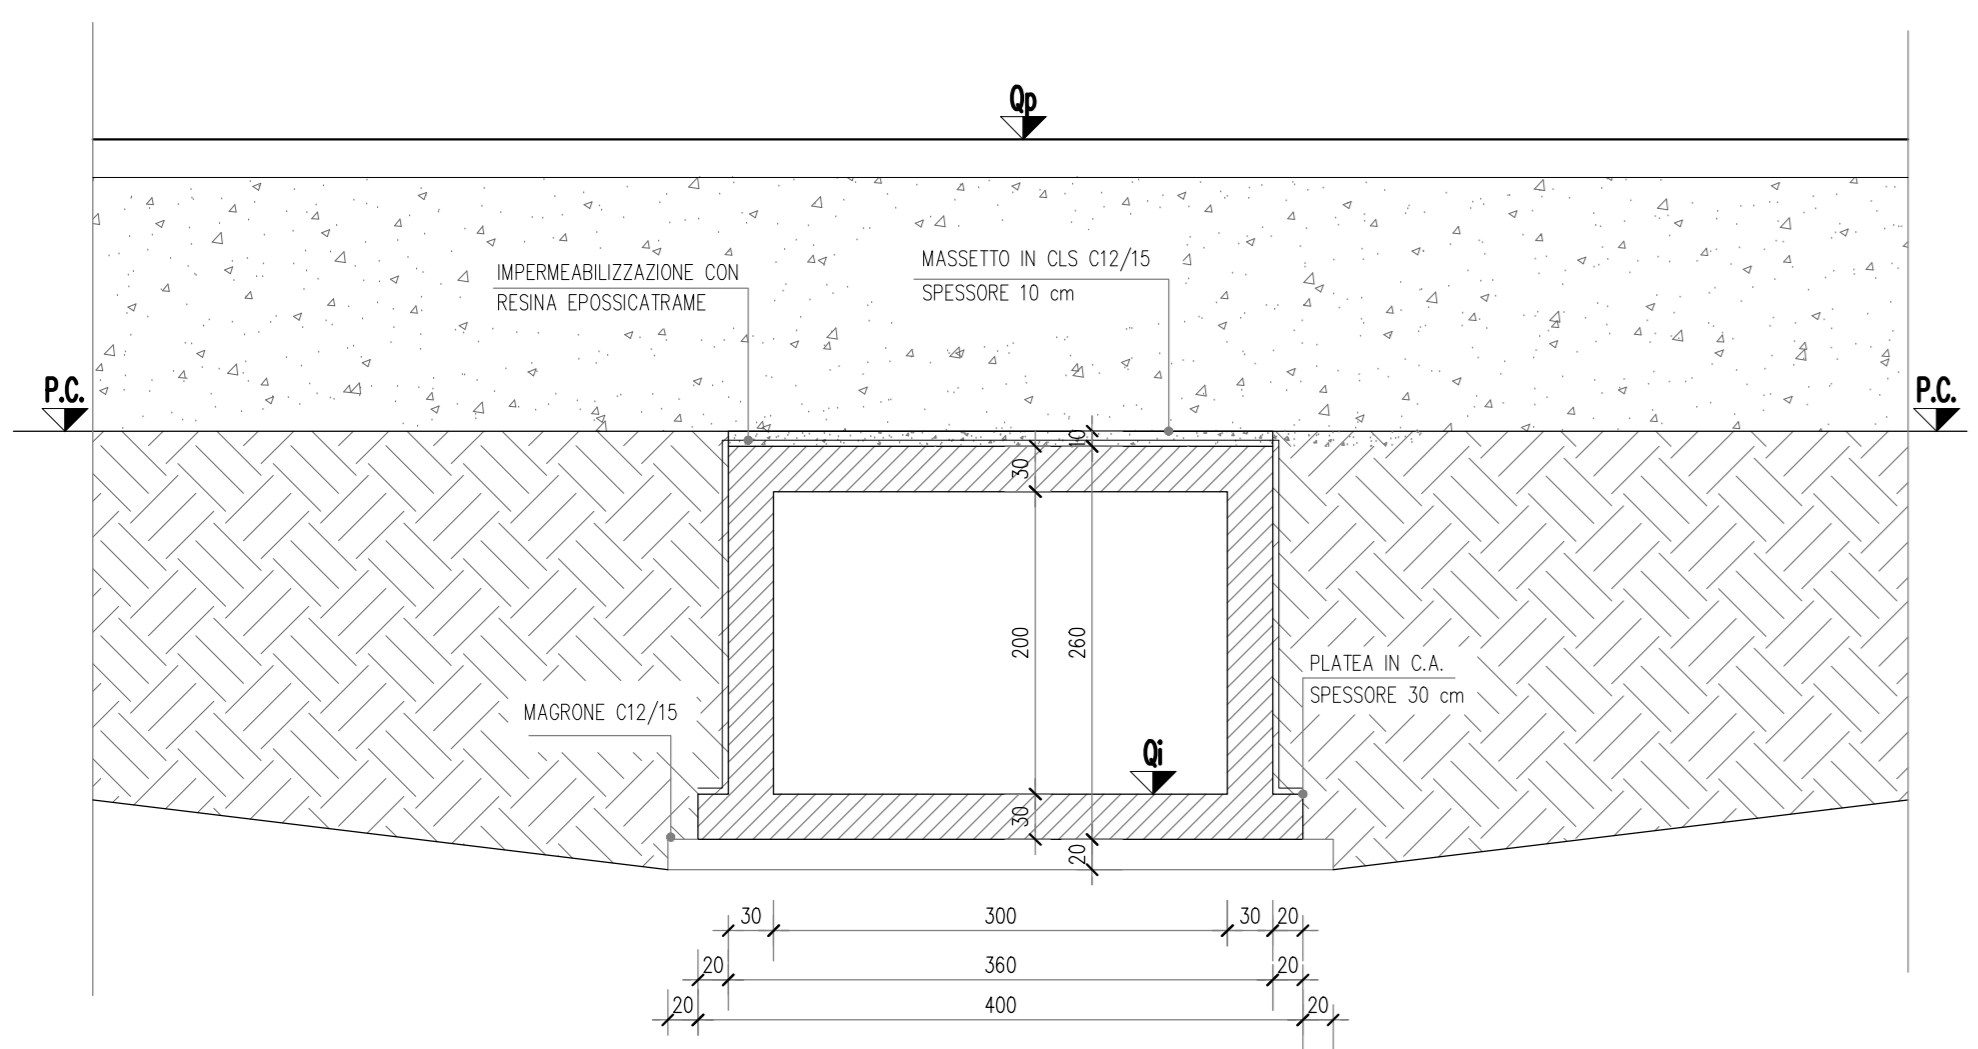 Qp
MASSETTO IN CLS C12/15
SPESSORE 10 cm
IMPERMEABILIZZAZIONE CON
RESINA EPOSSICATRAME
P.C.
P.C.
10
30
200
260
PLATEA IN C.A.
SPESSORE 30 cm
MAGRONE C12/15
Qi
30
20
30
300
30
20
20
360
20
20
400
20